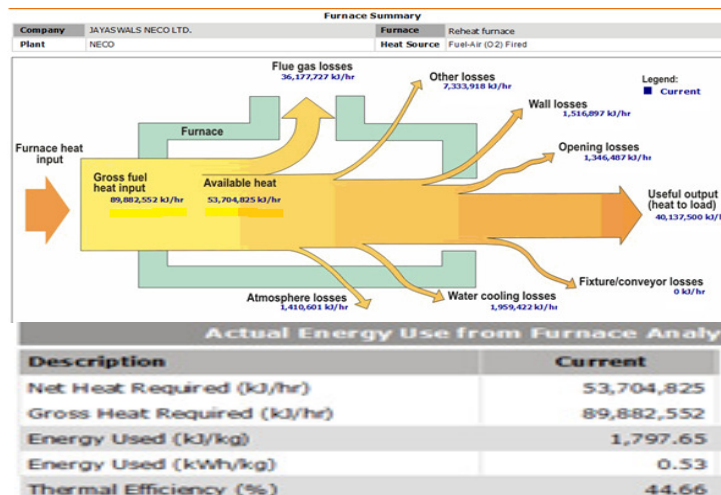 Furnace Summary
Company JAYASWALS NECO LTD. Furnace Reheat furnace
Plant NECO Heat Source Fuel-Air (O2) Fired
Flue gas losses
36,177,727 kJ/hr
Other losses
7,333,918 kJ/hr
Legend:
Current
Wall losses
1,516,897 kJ/hr
Furnace
Furnace heat
input
Opening losses
1,346,487 kJ/hr
Gross fuel
heat input
89,882,552 kJ/hr
Available heat
53,704,825 kJ/hr
Useful output
(heat to load)
40,137,500 kJ/
Fixture/conveyor losses
0 kJ/hr
Atmosphere losses
1,410,601 kJ/hr
Water cooling losses
1,959,422 kJ/hr
Actual Energy Use from Furnace Analy
Description Current
Net Heat Required (kJ/hr) 53,704,825
Gross Heat Required (kJ/hr) 89,882,552
Energy Used (kJ/kg) 1,797.65
Energy Used (kWh/kg) 0.53
Thermal Efficiency (%) 44.66